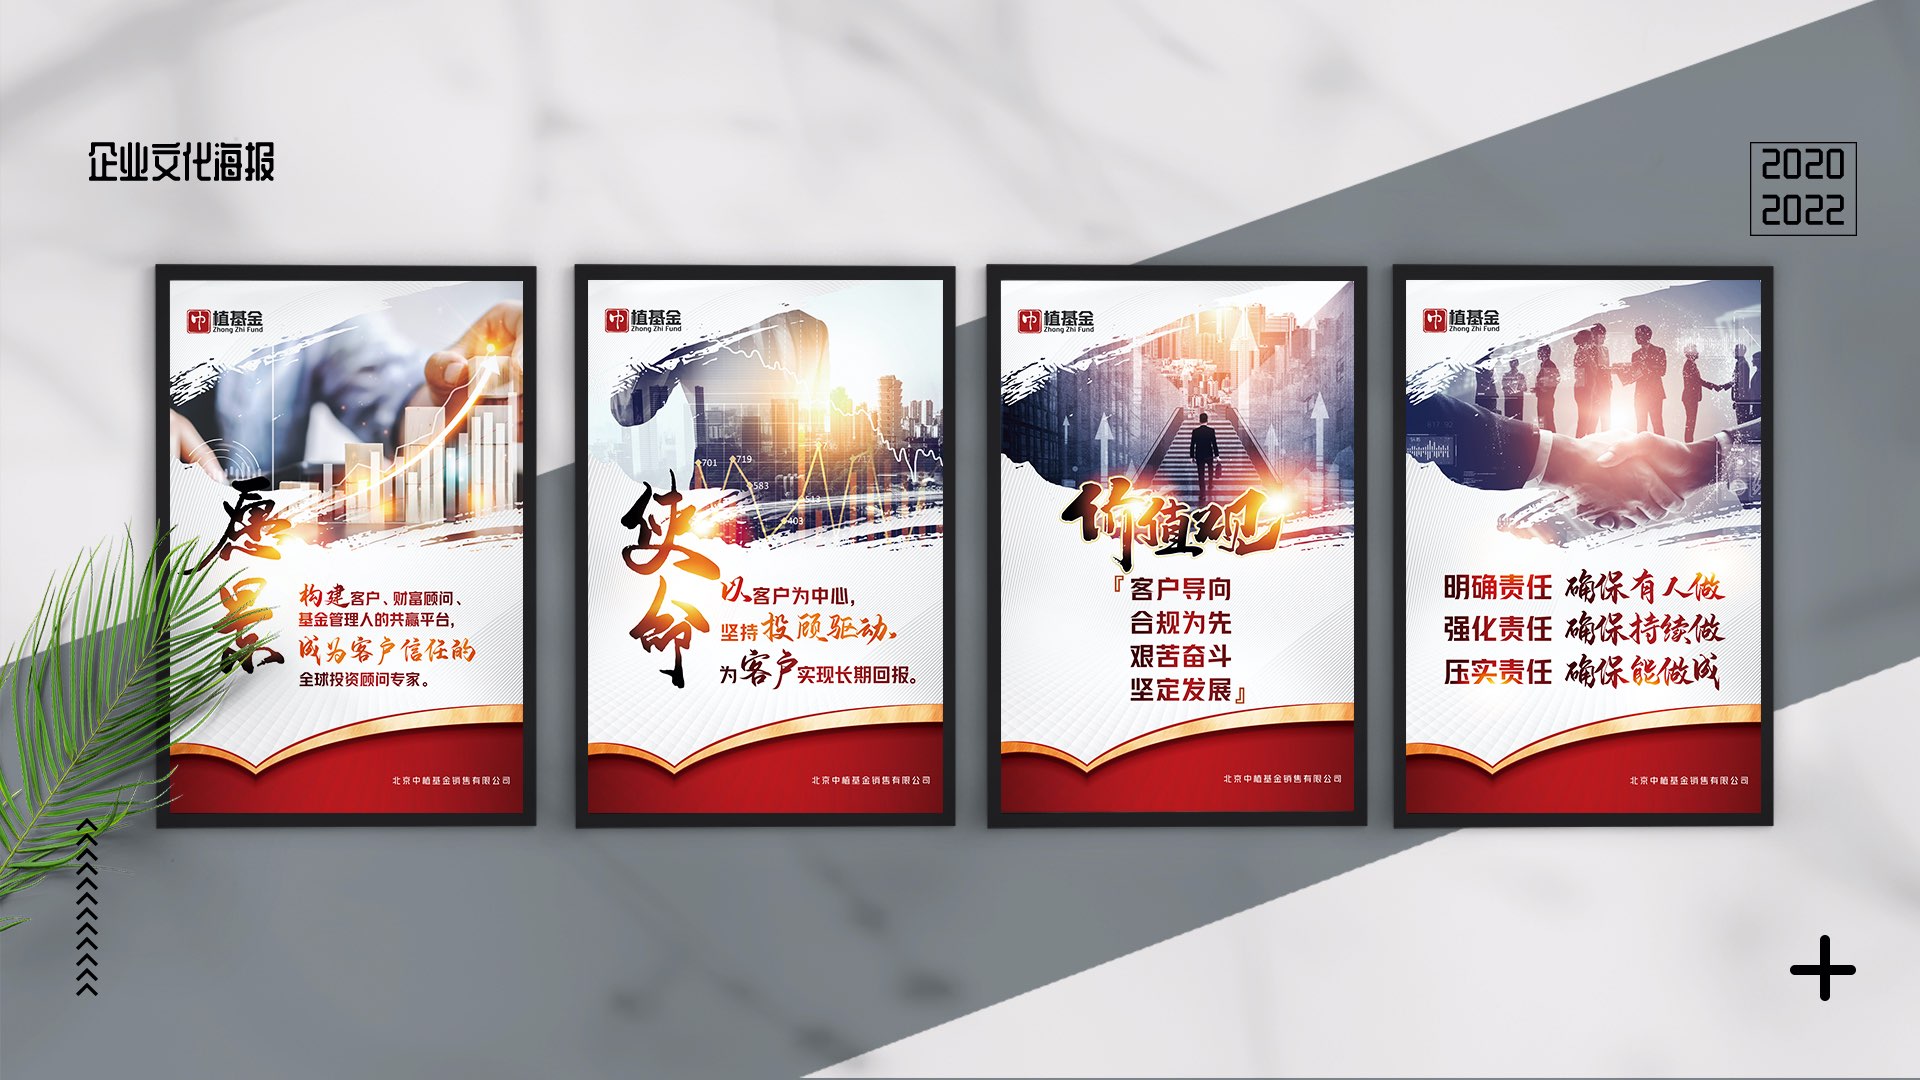 企业文化海报
2020
2022
中植基金
Zhong Zhi Fund
愿景
构建客户、财富顾问、
基金管理人的共赢平台，
成为客户信任的
全球投资顾问专家。
北京中植基金销售有限公司
中植基金
Zhong Zhi Fund
701
719
583
513
403
使命
以客户为中心，
坚持投顾驱动，
为客户实现长期回报。
北京中植基金销售有限公司
中植基金
Zhong Zhi Fund
价值观
『客户导向
合规为先
艰苦奋斗
坚定发展』
北京中植基金销售有限公司
中植基金
Zhong Zhi Fund
明确责任 确保有人做
强化责任 确保持续做
压实责任 确保能做成
北京中植基金销售有限公司